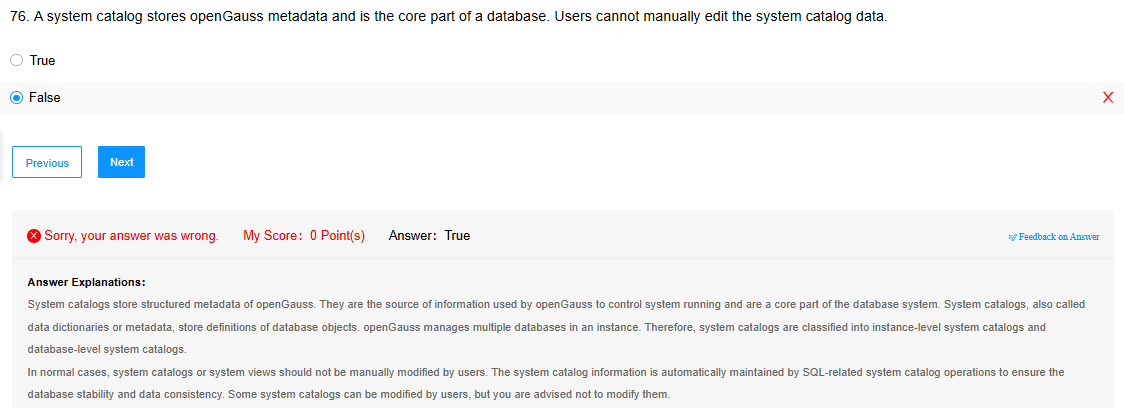 76. A system catalog stores openGauss metadata and is the core part of a database. Users cannot manually edit the system catalog data.
True
False
Previous Next
Sorry, your answer was wrong. My Score: 0 Point(s) Answer: True Feedback on Answer
Answer Explanations:
System catalogs store structured metadata of openGauss. They are the source of information used by openGauss to control system running and are a core part of the database system. System catalogs, also called
data dictionaries or metadata, store definitions of database objects. openGauss manages multiple databases in an instance. Therefore, system catalogs are classified into instance-level system catalogs and
database-level system catalogs.
In normal cases, system catalogs or system views should not be manually modified by users. The system catalog information is automatically maintained by SQL-related system catalog operations to ensure the
database stability and data consistency. Some system catalogs can be modified by users, but you are advised not to modify them.